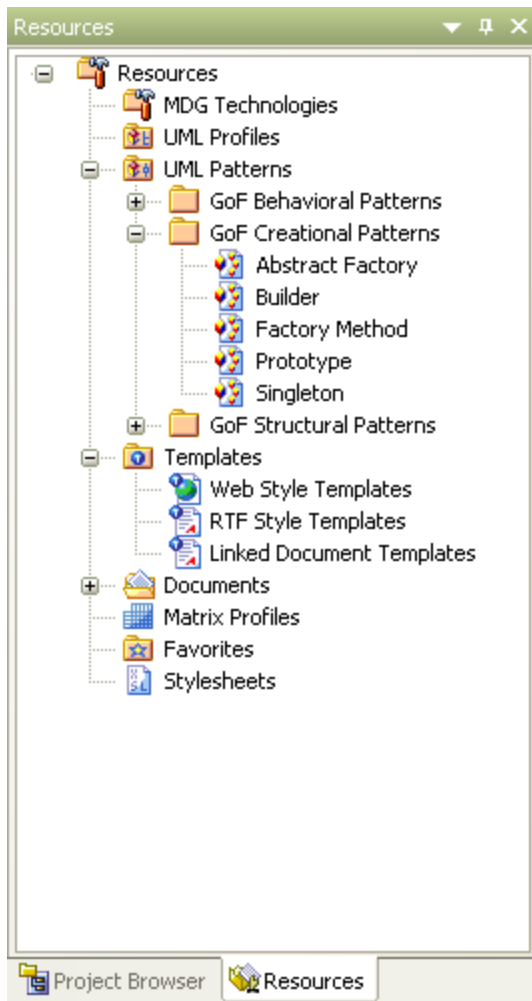 Resources
Resources
MDG Technologies
UML Profiles
UML Patterns
GoF Behavioral Patterns
GoF Creational Patterns
Abstract Factory
Builder
Factory Method
Prototype
Singleton
GoF Structural Patterns
Templates
Web Style Templates
RTF Style Templates
Linked Document Templates
Documents
Matrix Profiles
Favorites
Stylesheets
Project Browser Resources